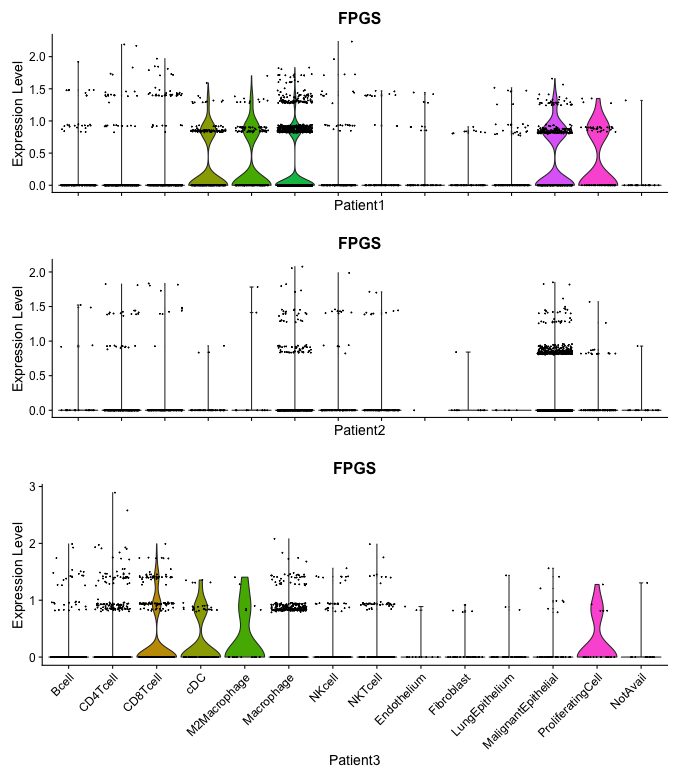 FPGS
Expression Level
2.0
1.5
1.0
0.5
0.0
Patient1
FPGS
Expression Level
2.0
1.5
1.0
0.5
0.0
Patient2
FPGS
Expression Level
3
2
1
0
Bcell
CD4Tcell
CD8Tcell
cDC
M2Macrophage
Macrophage
NKcell
NKTcell
Endothelium
Fibroblast
LungEpithelium
MalignantEpithelial
ProliferatingCell
NotAvail
Patient3